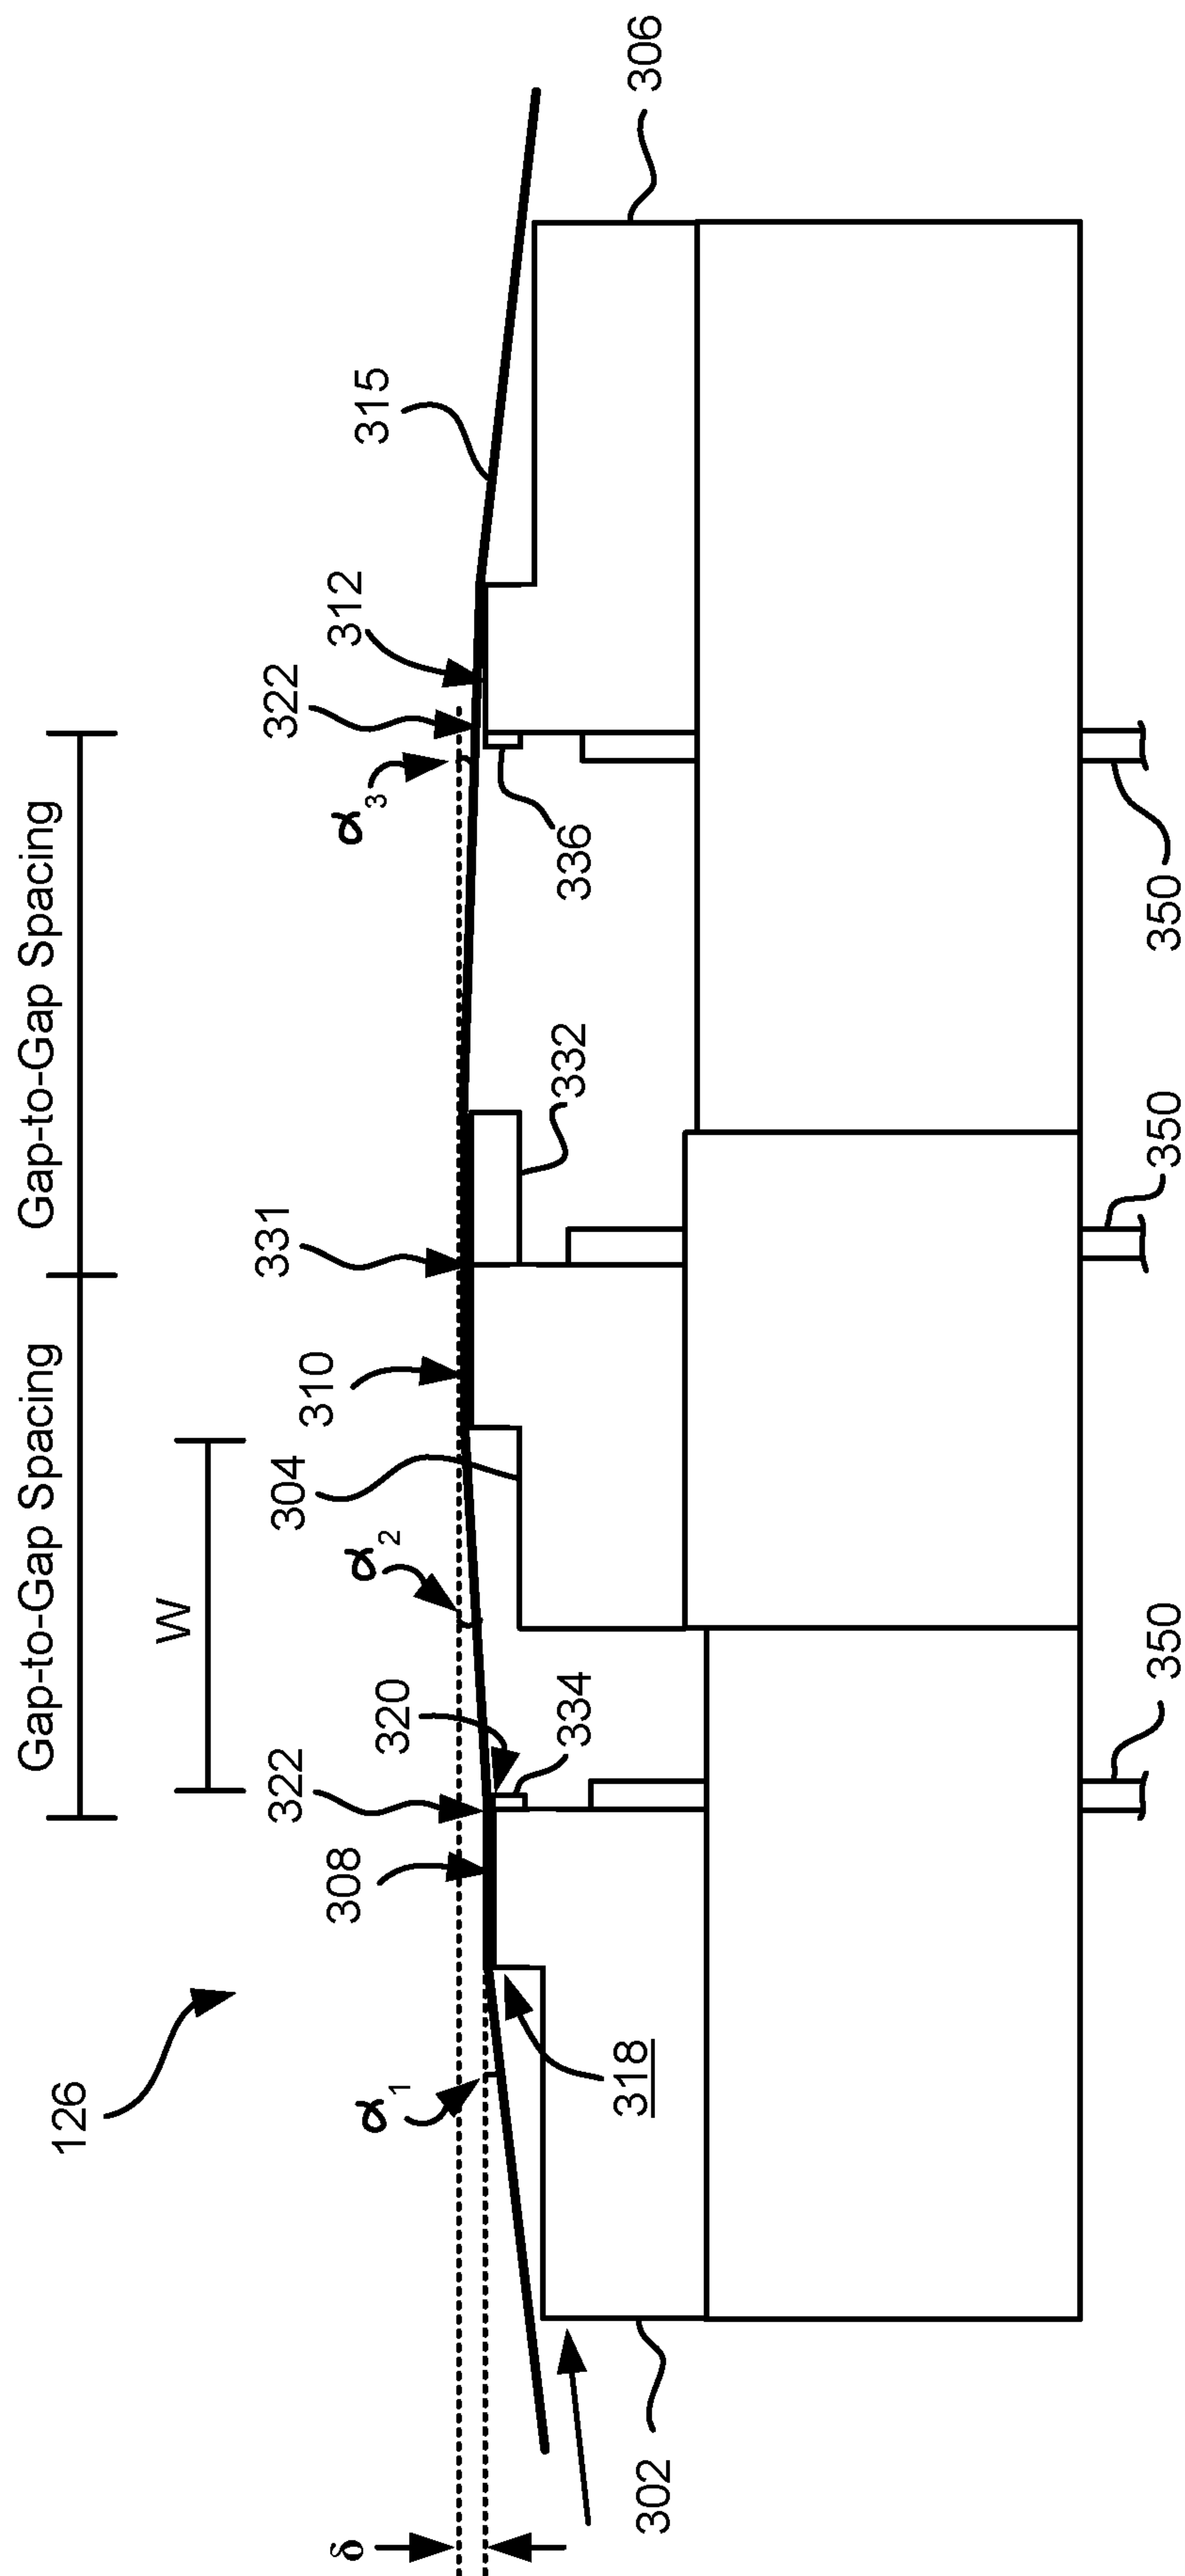 Gap-to-Gap Spacing
Gap-to-Gap Spacing
W
126
δ
α1
308
322
320
α2
304
310
331
α3
322
312
315
318
334
332
336
302
306
350
350
350